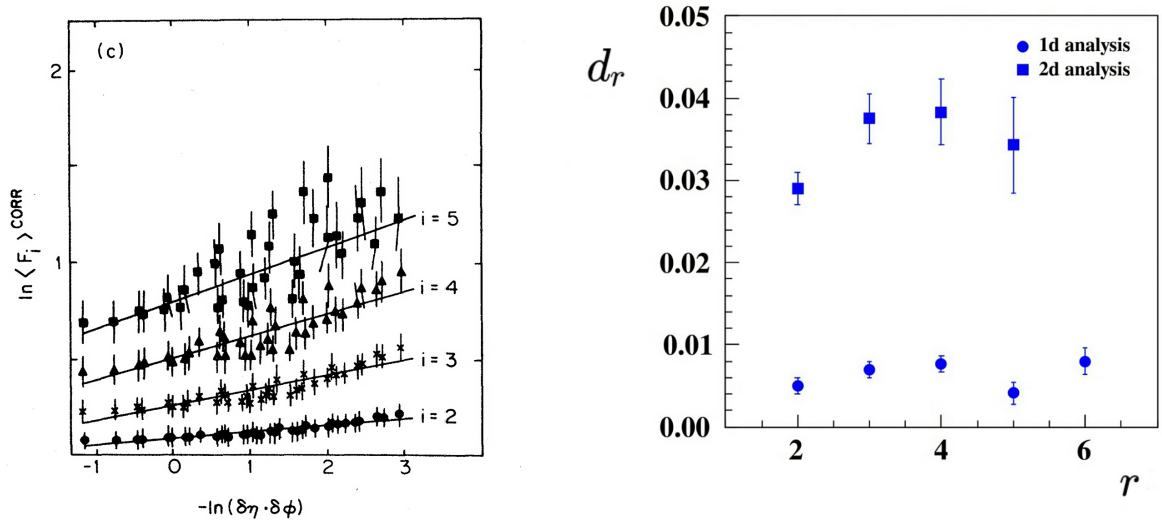 (c)
2
1
ln ⟨F_i⟩^CORR
i = 5
i = 4
i = 3
i = 2
-1 0 1 2 3
-ln (δη · δφ)
0.05
0.04
0.03
0.02
0.01
0.00
d_r
1d analysis
2d analysis
2 4 6
r